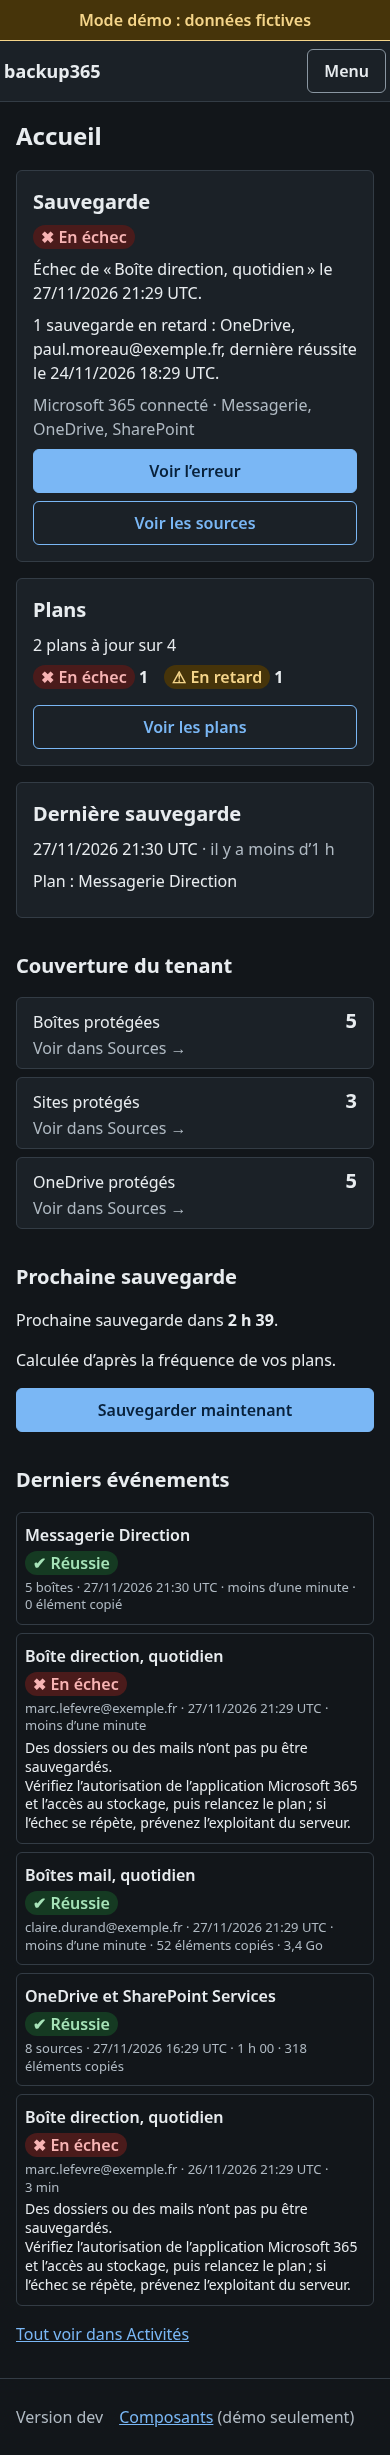 Mode démo : données fictives
backup365
Menu
Accueil
Sauvegarde
✖ En échec
Échec de « Boîte direction, quotidien » le
27/11/2026 21:29 UTC.
1 sauvegarde en retard : OneDrive,
paul.moreau@exemple.fr, dernière réussite
le 24/11/2026 18:29 UTC.
Microsoft 365 connecté · Messagerie,
OneDrive, SharePoint
Voir l’erreur
Voir les sources
Plans
2 plans à jour sur 4
✖ En échec 1 ⚠ En retard 1
Voir les plans
Dernière sauvegarde
27/11/2026 21:30 UTC · il y a moins d’1 h
Plan : Messagerie Direction
Couverture du tenant
Boîtes protégées 5
Voir dans Sources →
Sites protégés 3
Voir dans Sources →
OneDrive protégés 5
Voir dans Sources →
Prochaine sauvegarde
Prochaine sauvegarde dans 2 h 39.
Calculée d’après la fréquence de vos plans.
Sauvegarder maintenant
Derniers événements
Messagerie Direction
✔ Réussie
5 boîtes · 27/11/2026 21:30 UTC · moins d’une minute ·
0 élément copié
Boîte direction, quotidien
✖ En échec
marc.lefevre@exemple.fr · 27/11/2026 21:29 UTC ·
moins d’une minute
Des dossiers ou des mails n’ont pas pu être
sauvegardés.
Vérifiez l’autorisation de l’application Microsoft 365
et l’accès au stockage, puis relancez le plan ; si
l’échec se répète, prévenez l’exploitant du serveur.
Boîtes mail, quotidien
✔ Réussie
claire.durand@exemple.fr · 27/11/2026 21:29 UTC ·
moins d’une minute · 52 éléments copiés · 3,4 Go
OneDrive et SharePoint Services
✔ Réussie
8 sources · 27/11/2026 16:29 UTC · 1 h 00 · 318
éléments copiés
Boîte direction, quotidien
✖ En échec
marc.lefevre@exemple.fr · 26/11/2026 21:29 UTC ·
3 min
Des dossiers ou des mails n’ont pas pu être
sauvegardés.
Vérifiez l’autorisation de l’application Microsoft 365
et l’accès au stockage, puis relancez le plan ; si
l’échec se répète, prévenez l’exploitant du serveur.
Tout voir dans Activités
Version dev Composants (démo seulement)